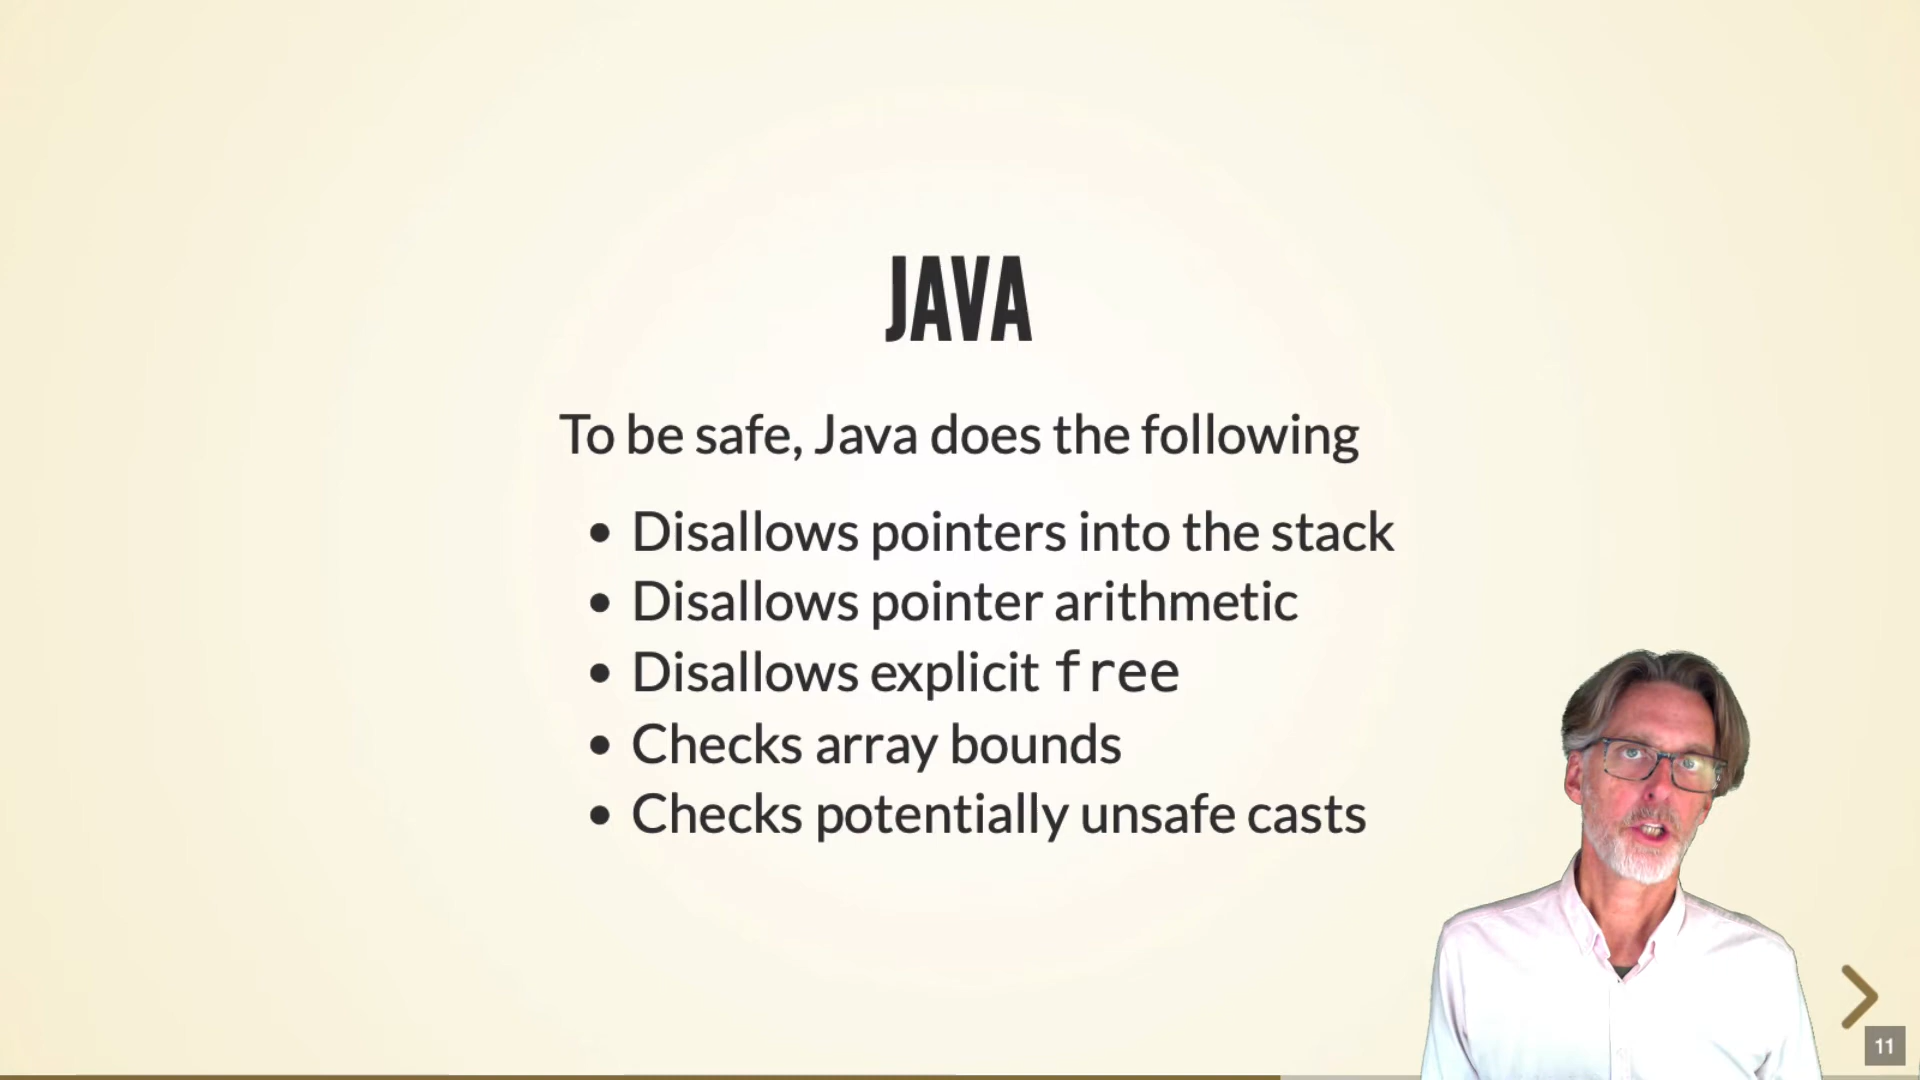 JAVA
To be safe, Java does the following
• Disallows pointers into the stack
• Disallows pointer arithmetic
• Disallows explicit free
• Checks array bounds
• Checks potentially unsafe casts
11